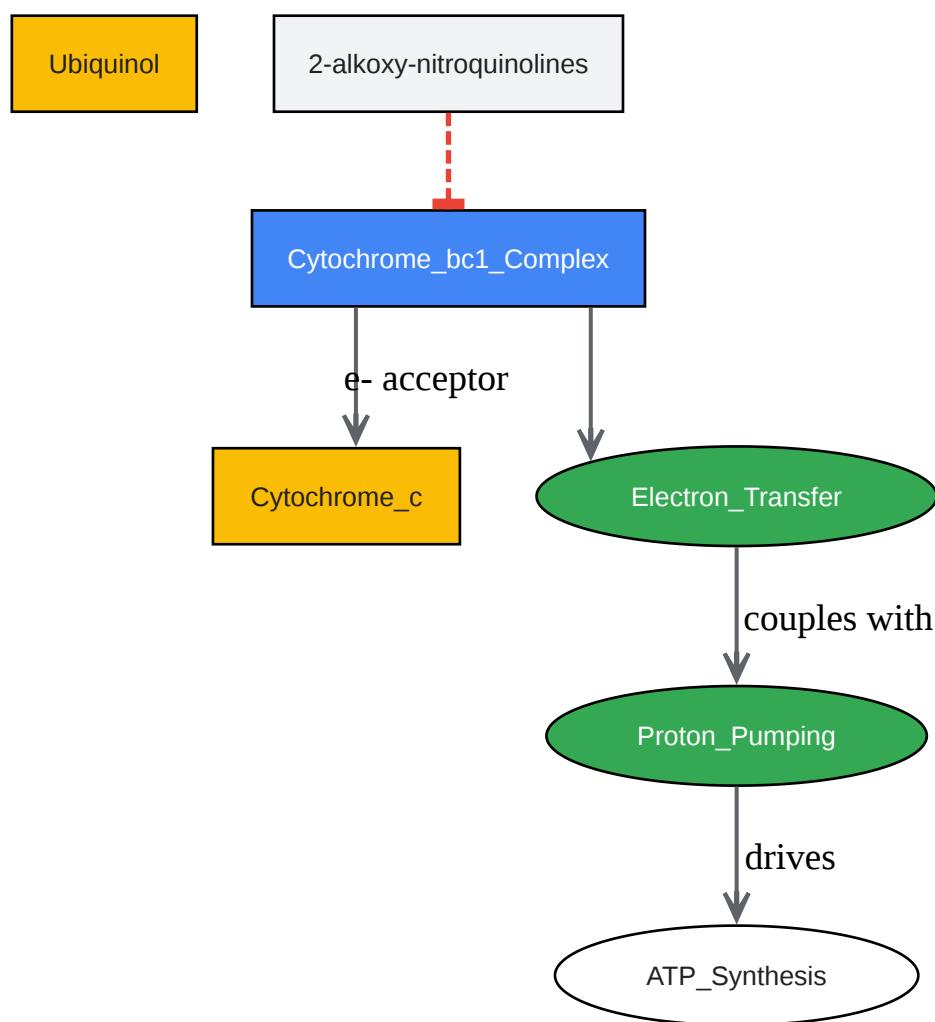 Ubiquinol
2-alkoxy-nitroquinolines
Cytochrome_bc1_Complex
e- acceptor
Cytochrome_c
Electron_Transfer
couples with
Proton_Pumping
drives
ATP_Synthesis